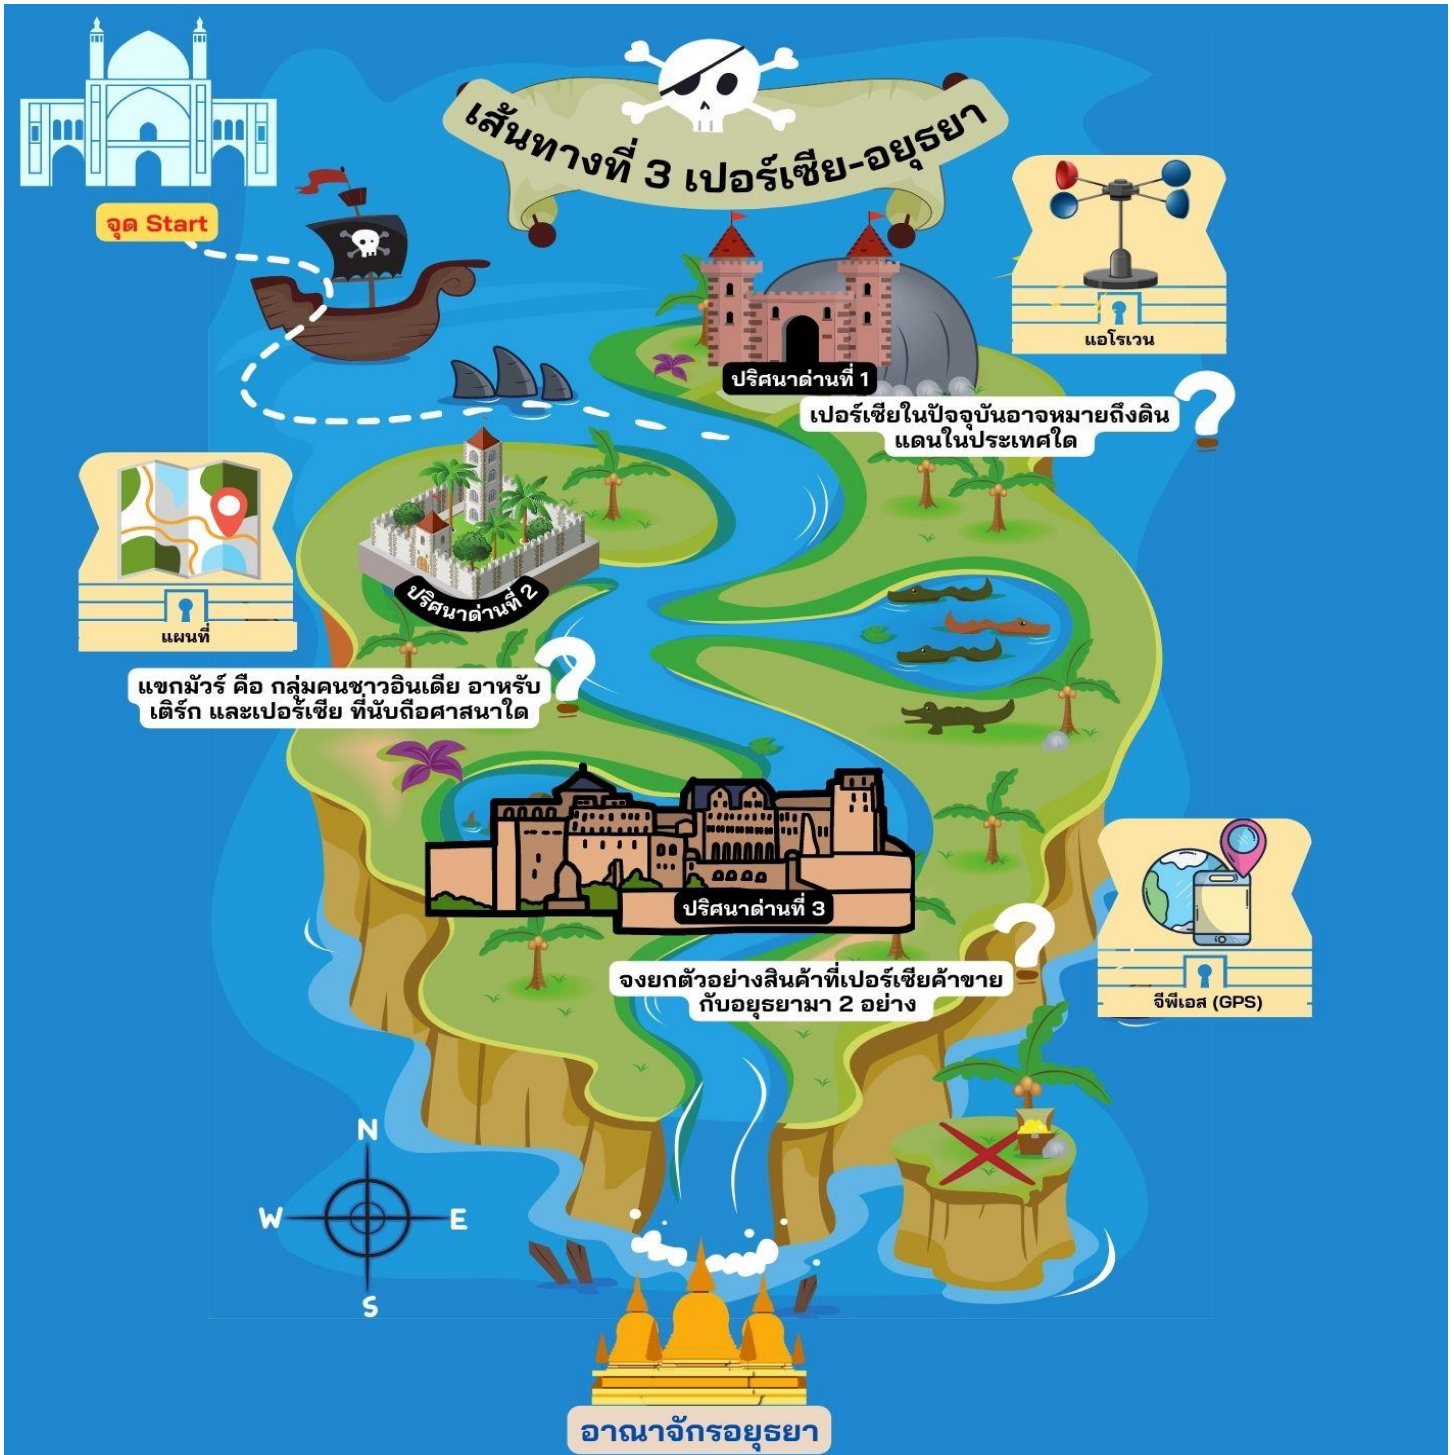 เส้นทางที่ 3 เปอร์เซีย-อยุธยา
จุด Start
แอโรเวน
ปริศนาด่านที่ 1
เปอร์เซียในปัจจุบันอาจหมายถึงดิน
แดนในประเทศใด
?
ปริศนาด่านที่ 2
แผนที่
แขกมัวร์ คือ กลุ่มคนชาวอินเดีย อาหรับ
เติร์ก และเปอร์เซีย ที่นับถือศาสนาใด
?
ปริศนาด่านที่ 3
จงยกตัวอย่างสินค้าที่เปอร์เซียค้าขาย
กับอยุธยามา 2 อย่าง
?
จีพีเอส (GPS)
N
W
E
S
อาณาจักรอยุธยา